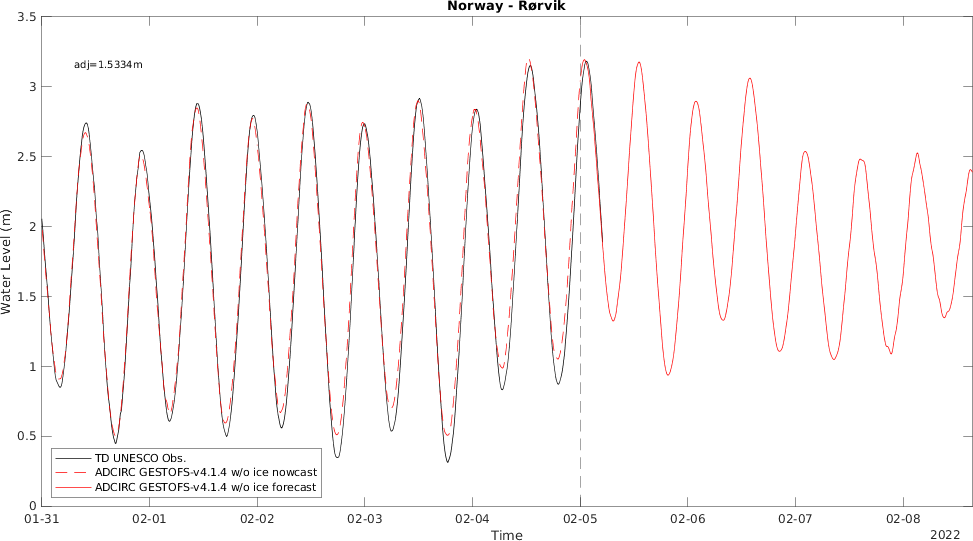 Norway - Rørvik
adj=1.5334m
3.5
3
2.5
2
1.5
1
0.5
0
Water Level (m)
TD UNESCO Obs.
ADCIRC GESTOFS-v4.1.4 w/o ice nowcast
ADCIRC GESTOFS-v4.1.4 w/o ice forecast
01-31 02-01 02-02 02-03 02-04 02-05 02-06 02-07 02-08
Time
2022